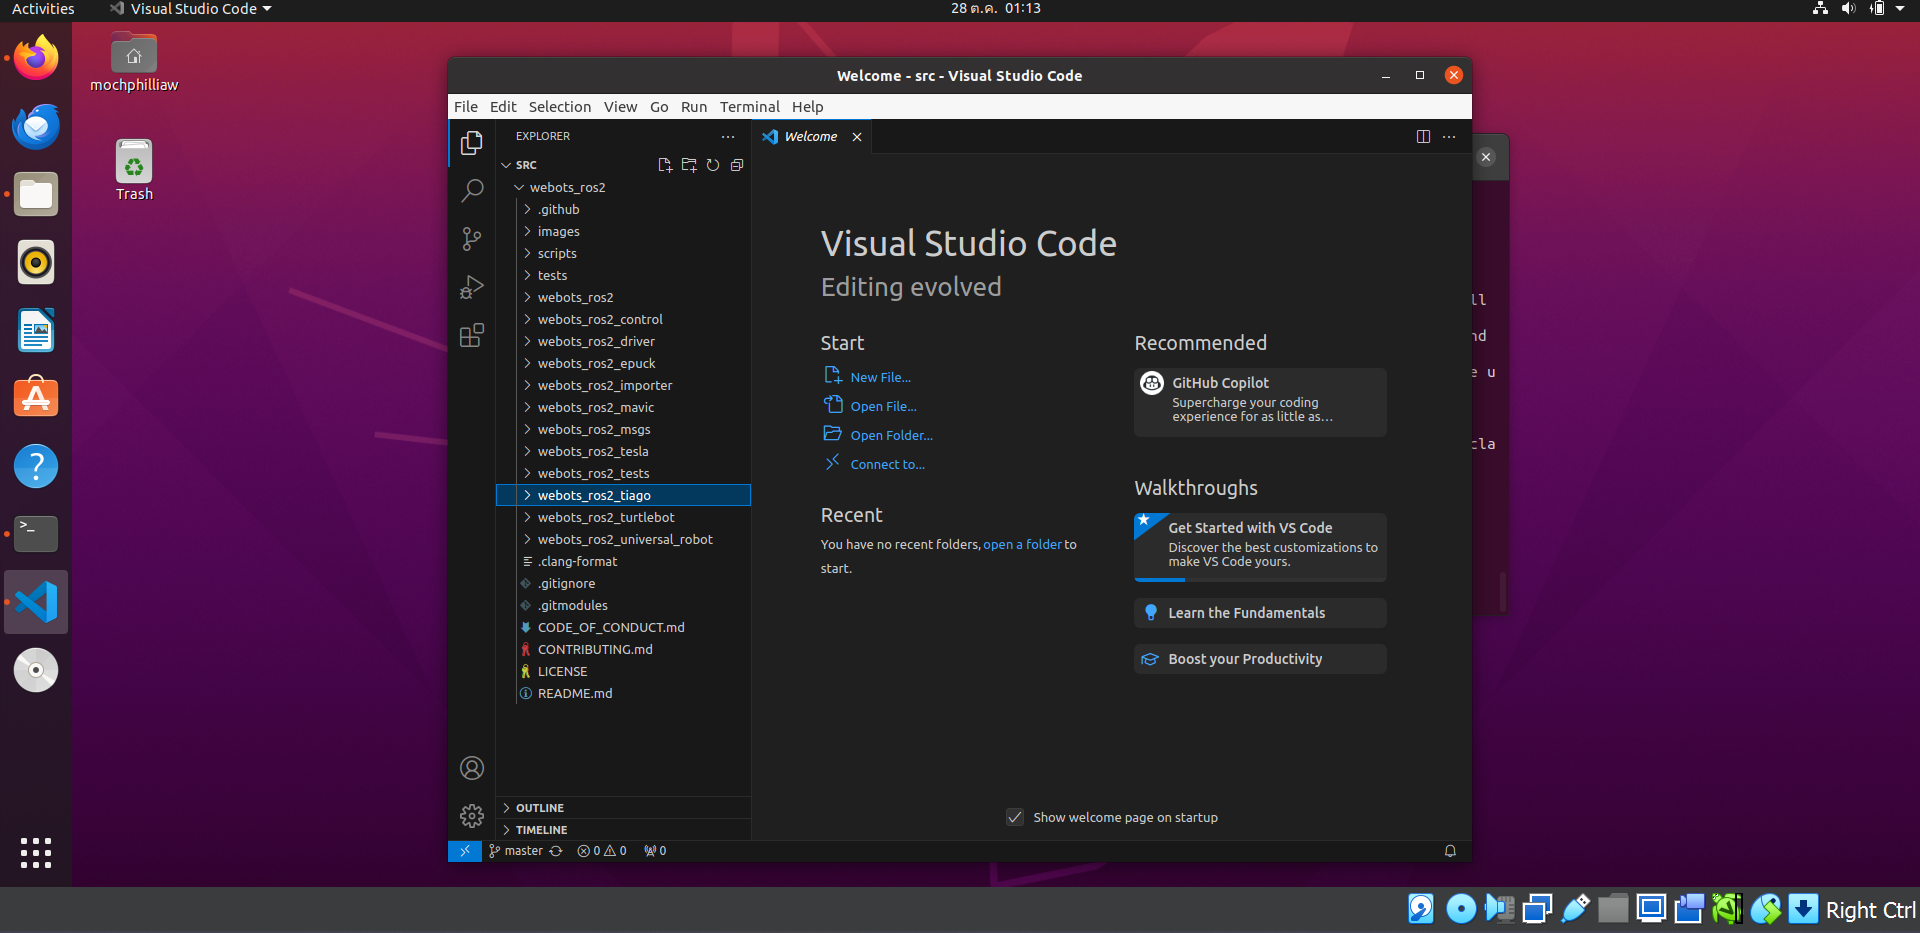 Activities
Visual Studio Code
28 ต.ค. 01:13
mochphilliaw
Trash
Welcome - src - Visual Studio Code
File Edit Selection View Go Run Terminal Help
EXPLORER
SRC
webots_ros2
.github
images
scripts
tests
webots_ros2
webots_ros2_control
webots_ros2_driver
webots_ros2_epuck
webots_ros2_importer
webots_ros2_mavic
webots_ros2_msgs
webots_ros2_tesla
webots_ros2_tests
webots_ros2_tiago
webots_ros2_turtlebot
webots_ros2_universal_robot
.clang-format
.gitignore
.gitmodules
CODE_OF_CONDUCT.md
CONTRIBUTING.md
LICENSE
README.md
OUTLINE
TIMELINE
master
0 0
0
Welcome
Visual Studio Code
Editing evolved
Start
New File...
Open File...
Open Folder...
Connect to...
Recent
You have no recent folders, open a folder to
start.
Recommended
GitHub Copilot
Supercharge your coding
experience for as little as...
Walkthroughs
Get Started with VS Code
Discover the best customizations to
make VS Code yours.
Learn the Fundamentals
Boost your Productivity
Show welcome page on startup
ll
nd
e u
cla
Right Ctrl